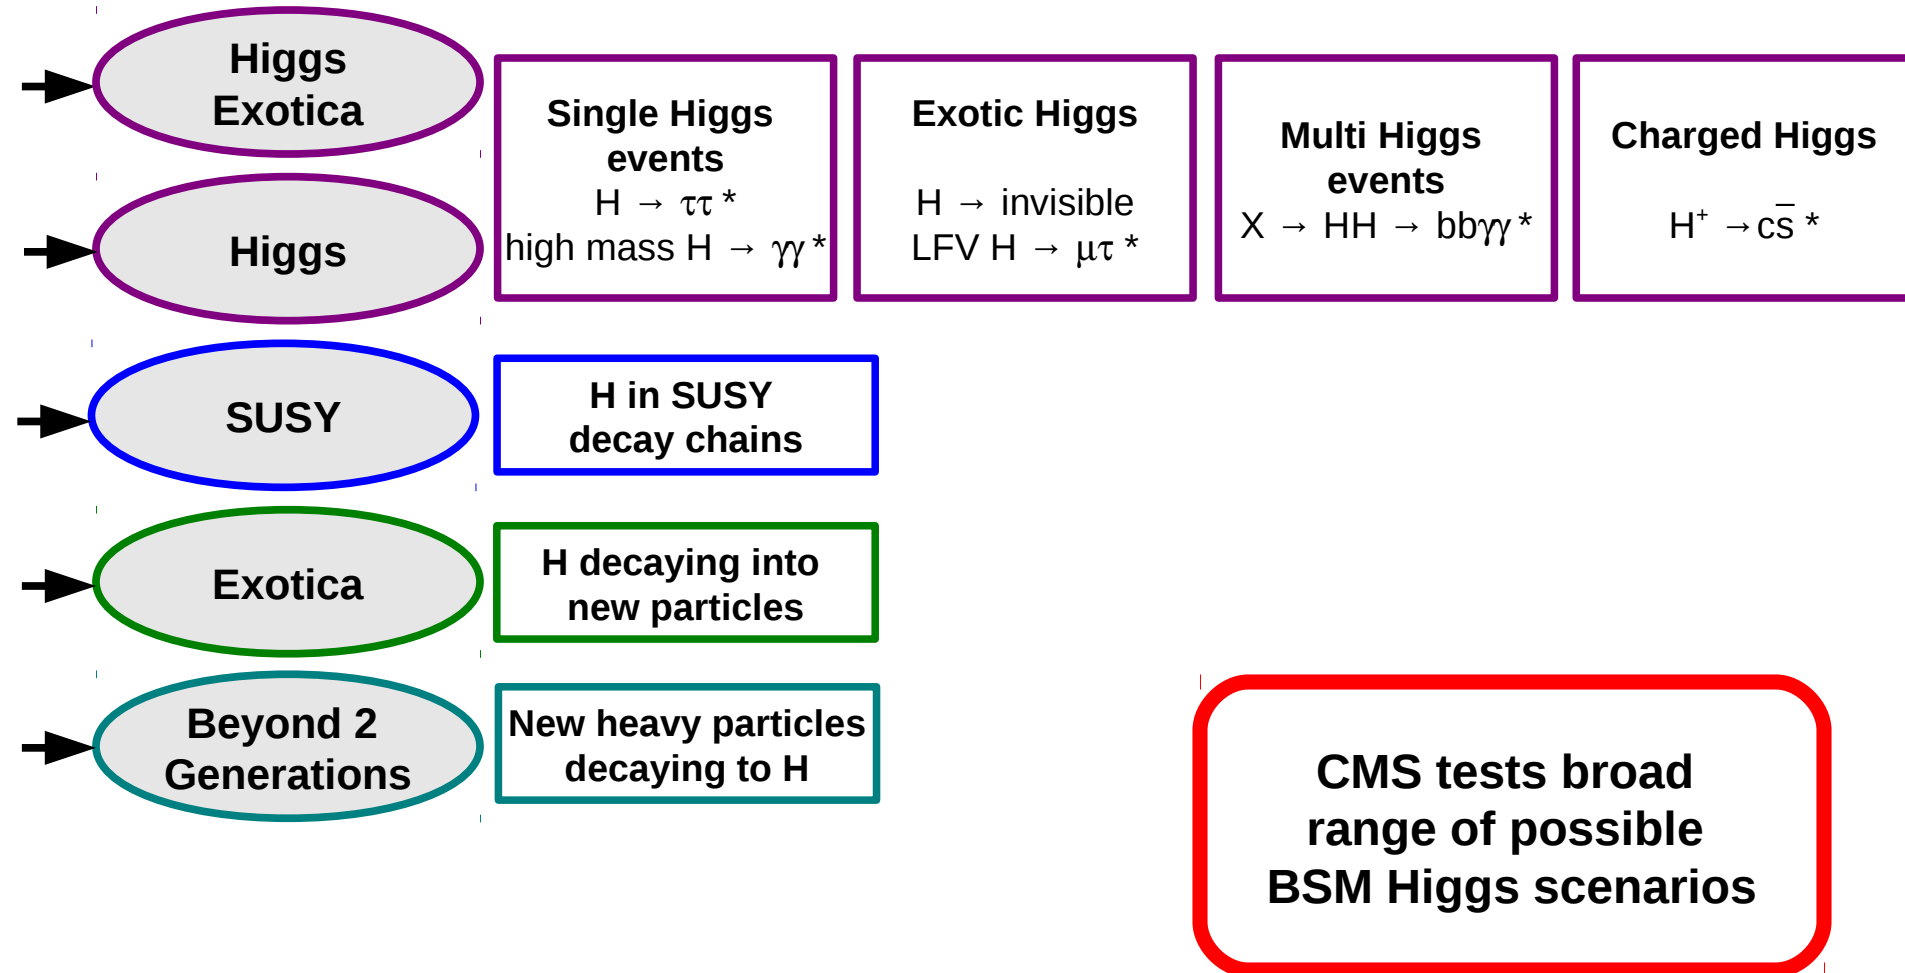 Higgs
Exotica
Single Higgs
events
H → ττ *
high mass H → γγ *
Exotic Higgs
H → invisible
LFV H → μτ *
Multi Higgs
events
X → HH → bbγγ *
Charged Higgs
H⁺ → cs̅ *
Higgs
SUSY
H in SUSY
decay chains
Exotica
H decaying into
new particles
Beyond 2
Generations
New heavy particles
decaying to H
CMS tests broad
range of possible
BSM Higgs scenarios